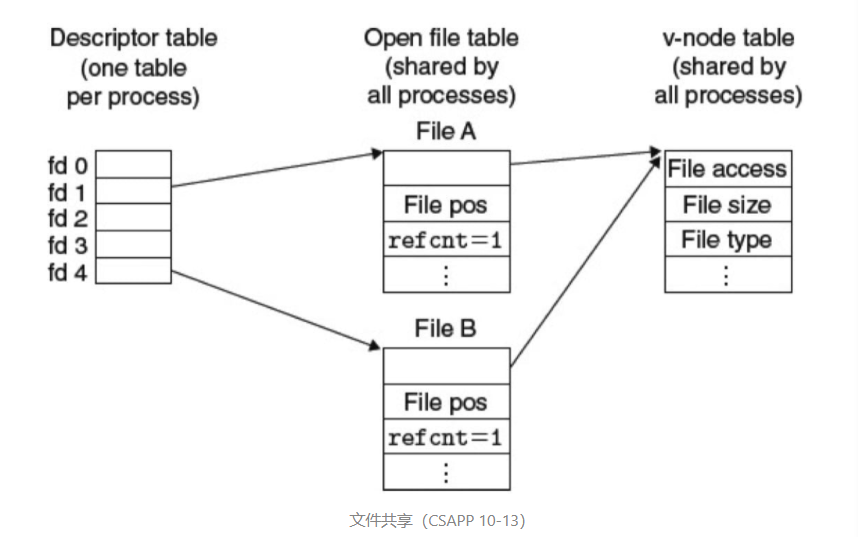 Descriptor table
(one table
per process)
Open file table
(shared by
all processes)
v-node table
(shared by
all processes)
fd 0
fd 1
fd 2
fd 3
fd 4
File A
File pos
refcnt=1
⋮
File B
File pos
refcnt=1
⋮
File access
File size
File type
⋮
文件共享（CSAPP 10-13）